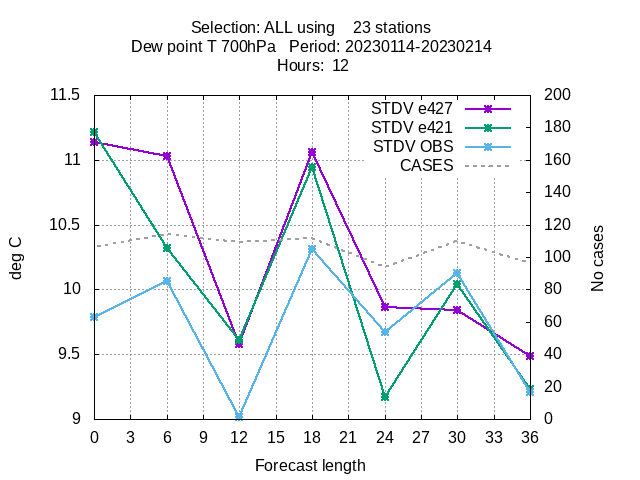 Selection: ALL using    23 stations
Dew point T 700hPa   Period: 20230114-20230214
Hours:  12
STDV e427
STDV e421
STDV OBS
CASES
11.5
11
10.5
10
9.5
9
200
180
160
140
120
100
80
60
40
20
0
deg C
No cases
0 3 6 9 12 15 18 21 24 27 30 33 36
Forecast length